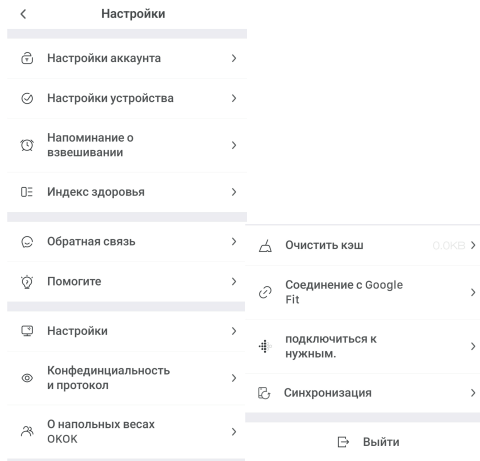 Настройки
Настройки аккаунта
Настройки устройства
Напоминание о
взвешивании
Индекс здоровья
Обратная связь
Помогите
Настройки
Конфединциальность
и протокол
О напольных весах
OKOK
Очистить кэш 0.0KB
Соединение с Google
Fit
подключиться к
нужным.
Синхронизация
Выйти